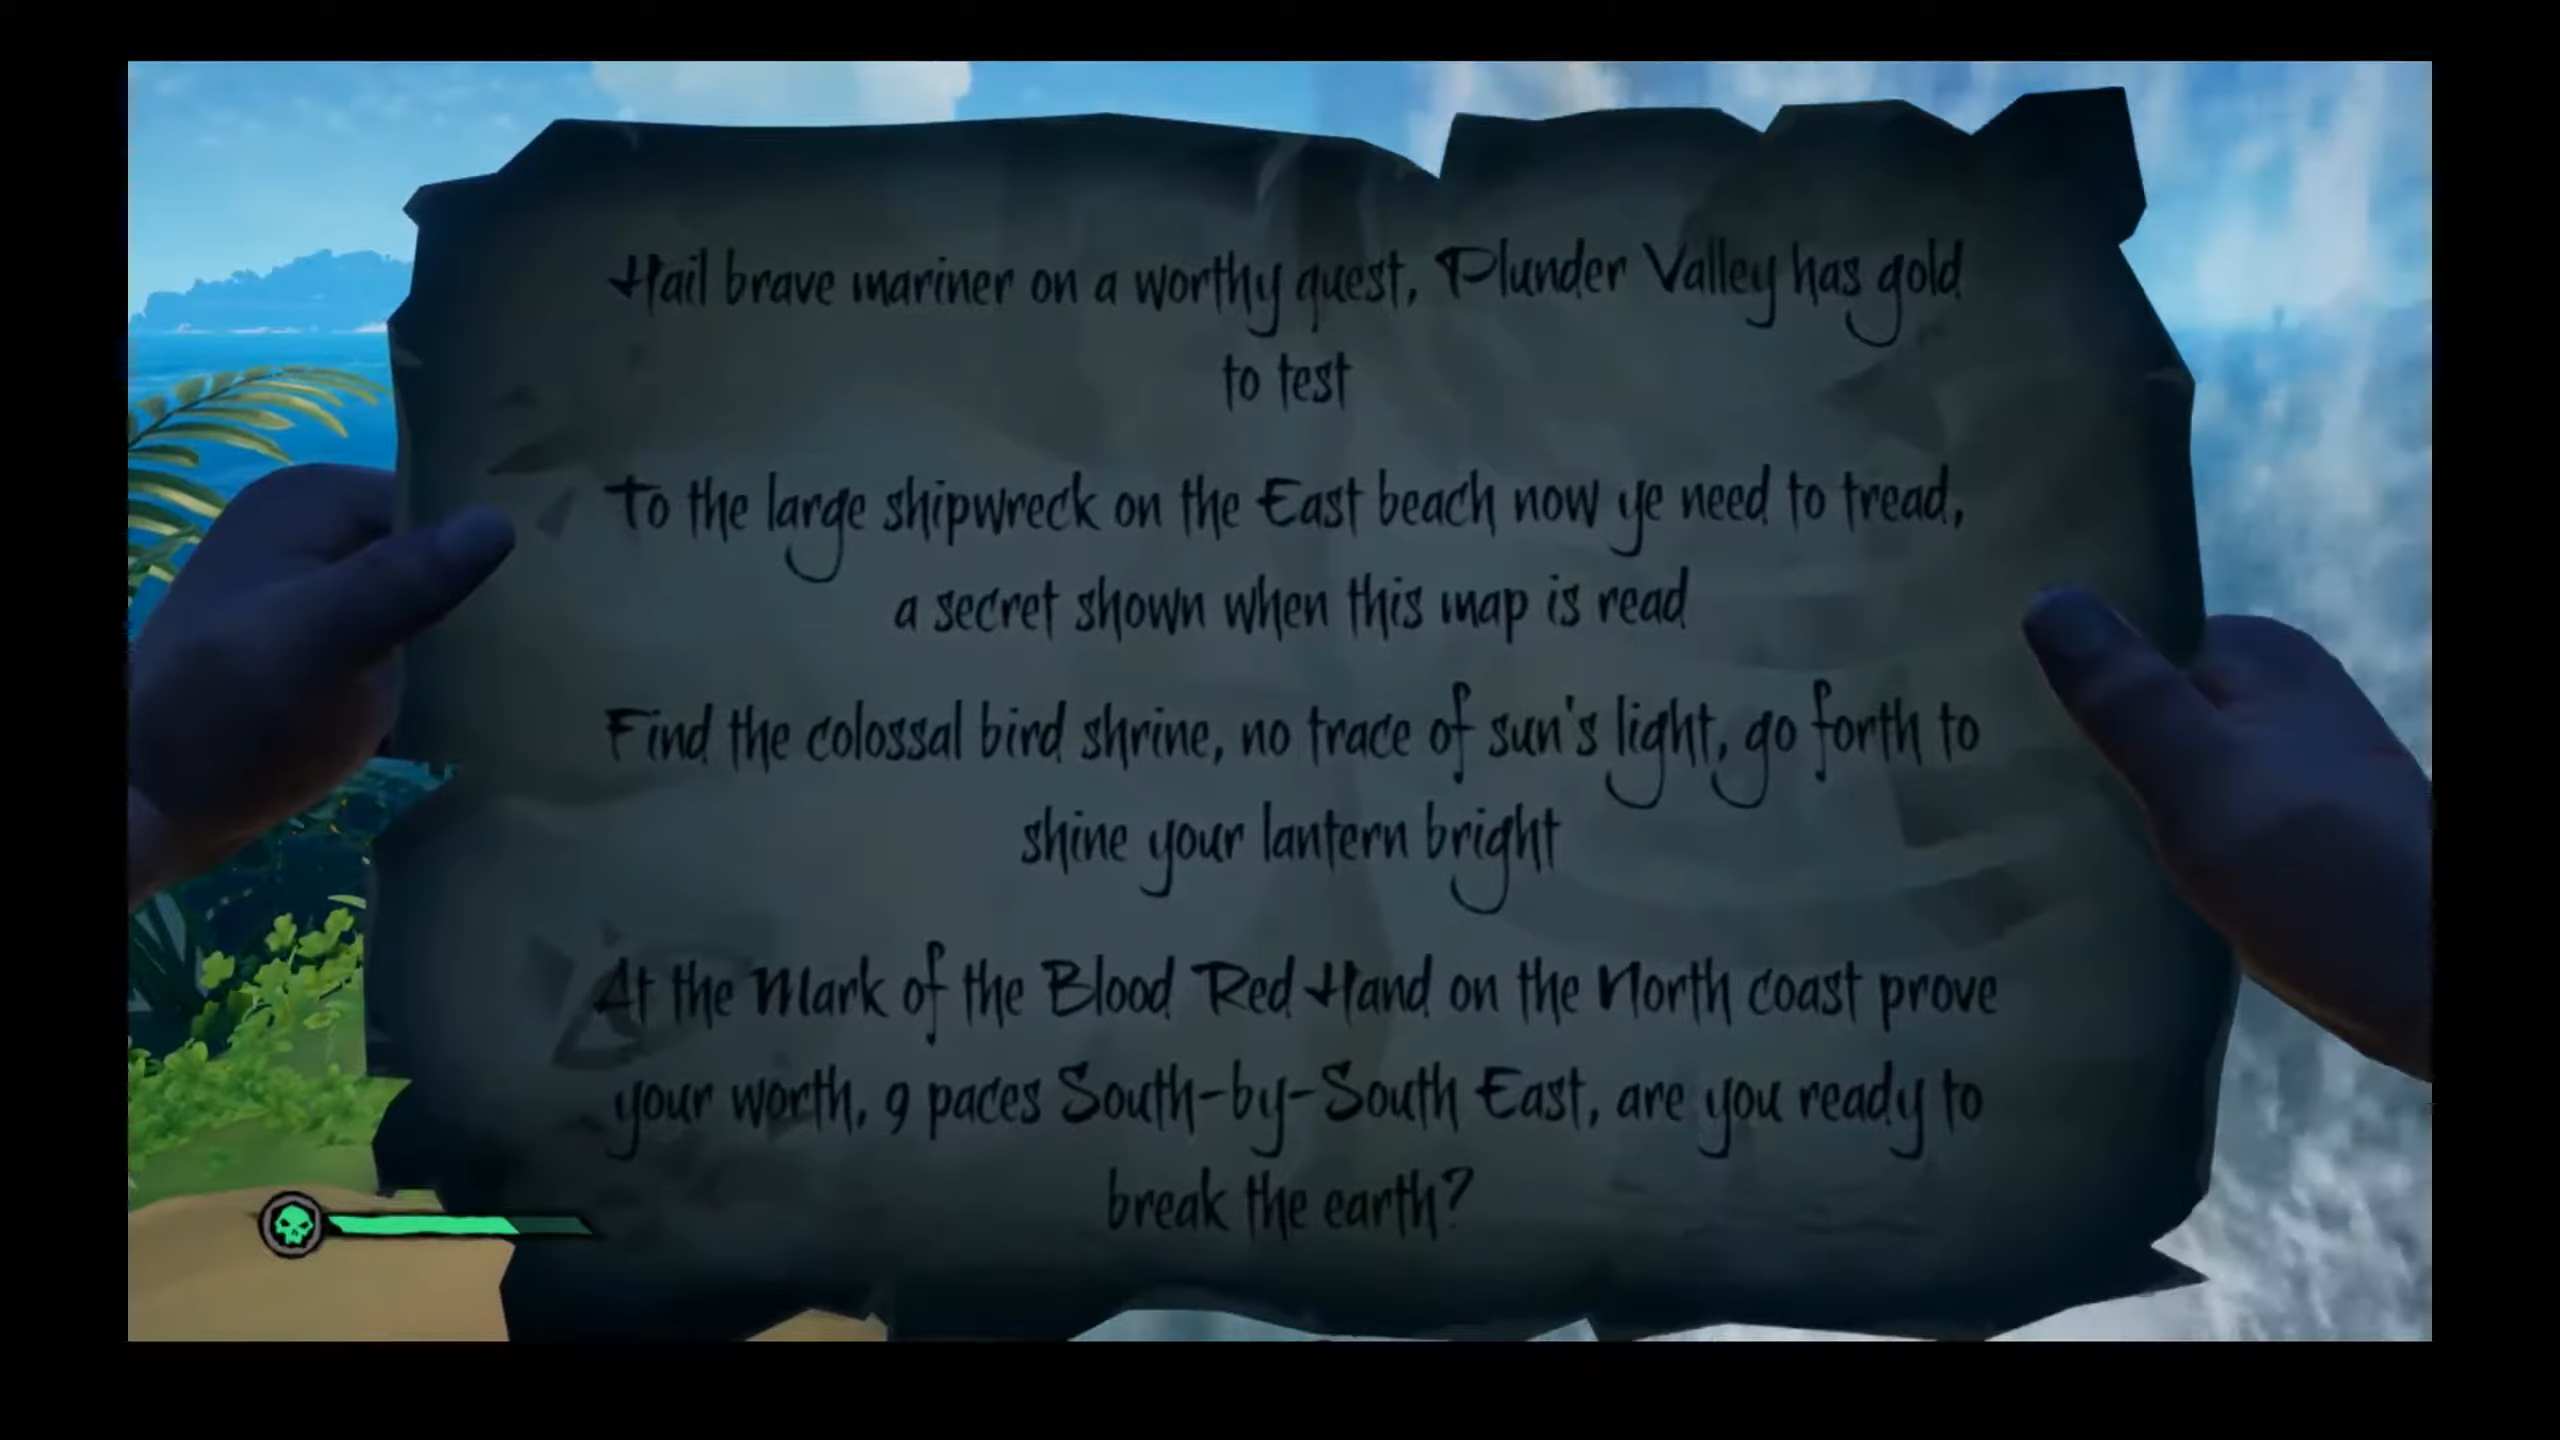 Hail brave mariner on a worthy quest, Plunder Valley has gold
to test
To the large shipwreck on the East beach now ye need to tread,
a secret shown when this map is read
Find the colossal bird shrine, no trace of sun's light, go forth to
shine your lantern bright
At the Mark of the Blood Red Hand on the North coast prove
your worth, 9 paces South-by-South East, are you ready to
break the earth?